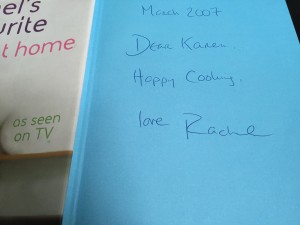 el's
urite
t home
as seen
on TV
March 2007
Dear Karen
Happy Cooking.
love Rachel